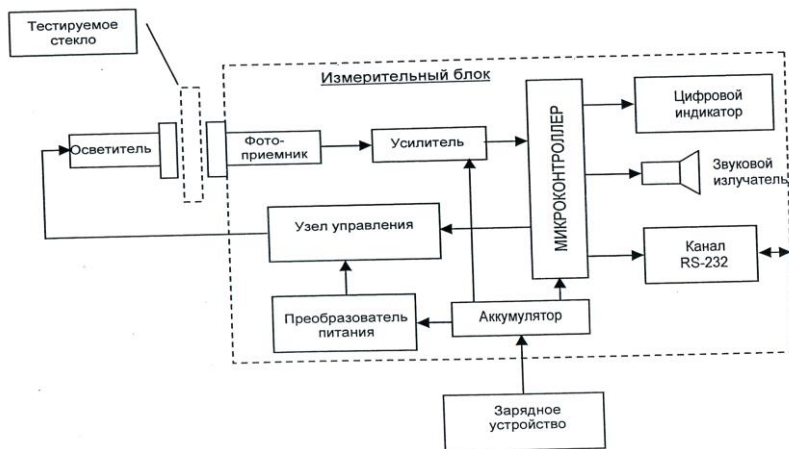 Тестируемое
стекло
Измерительный блок
Осветитель
Фото-
приемник
Усилитель
МИКРОКОНТРОЛЛЕР
Цифровой
индикатор
Звуковой
излучатель
Узел управления
Канал
RS-232
Преобразователь
питания
Аккумулятор
Зарядное
устройство